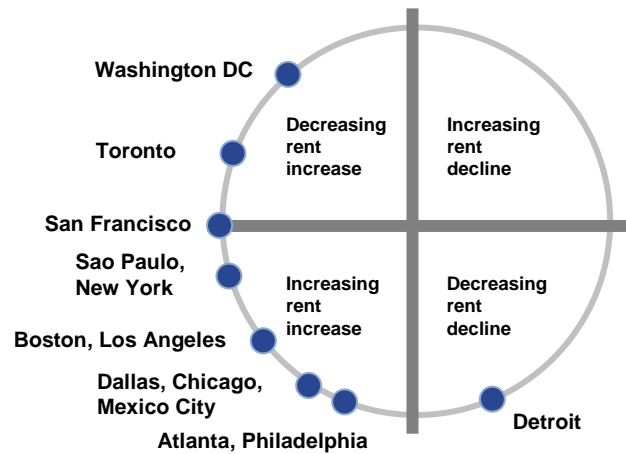 Washington DC
Decreasing
rent
increase
Increasing
rent
decline
Toronto
San Francisco
Sao Paulo,
New York
Increasing
rent
increase
Decreasing
rent
decline
Boston, Los Angeles
Dallas, Chicago,
Mexico City
Detroit
Atlanta, Philadelphia